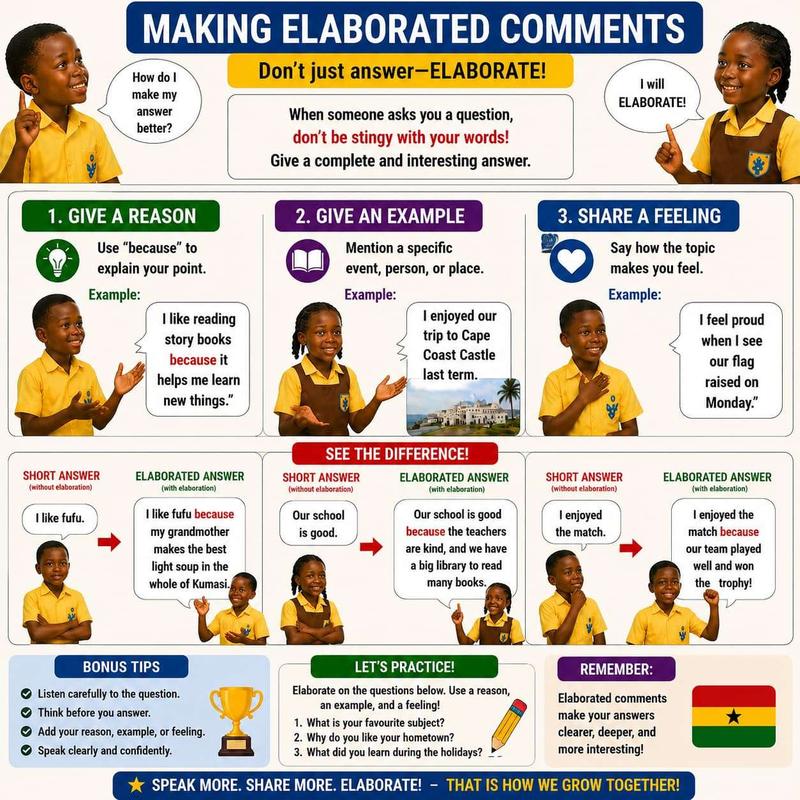 MAKING ELABORATED COMMENTS
Don't just answer—ELABORATE!
How do I
make my
answer
better?
When someone asks you a question,
don't be stingy with your words!
Give a complete and interesting answer.
I will
ELABORATE!
1. GIVE A REASON
Use "because" to
explain your point.
Example:
I like reading
story books
because it
helps me learn
new things."
2. GIVE AN EXAMPLE
Mention a specific
event, person, or place.
Example:
I enjoyed our
trip to Cape
Coast Castle
last term.
3. SHARE A FEELING
Say how the topic
makes you feel.
Example:
I feel proud
when I see
our flag
raised on
Monday."
SEE THE DIFFERENCE!
SHORT ANSWER
(without elaboration)
I like fufu.
ELABORATED ANSWER
(with elaboration)
I like fufu because
my grandmother
makes the best
light soup in the
whole of Kumasi.
SHORT ANSWER
(without elaboration)
Our school
is good.
ELABORATED ANSWER
(with elaboration)
Our school is good
because the teachers
are kind, and we have
a big library to read
many books.
SHORT ANSWER
(without elaboration)
I enjoyed
the match.
ELABORATED ANSWER
(with elaboration)
I enjoyed the
match because
our team played
well and won
the trophy!
BONUS TIPS
Listen carefully to the question.
Think before you answer.
Add your reason, example, or feeling.
Speak clearly and confidently.
LET'S PRACTICE!
Elaborate on the questions below. Use a reason,
an example, and a feeling!
1. What is your favourite subject?
2. Why do you like your hometown?
3. What did you learn during the holidays?
REMEMBER:
Elaborated comments
make your answers
clearer, deeper, and
more interesting!
SPEAK MORE. SHARE MORE. ELABORATE! – THAT IS HOW WE GROW TOGETHER!